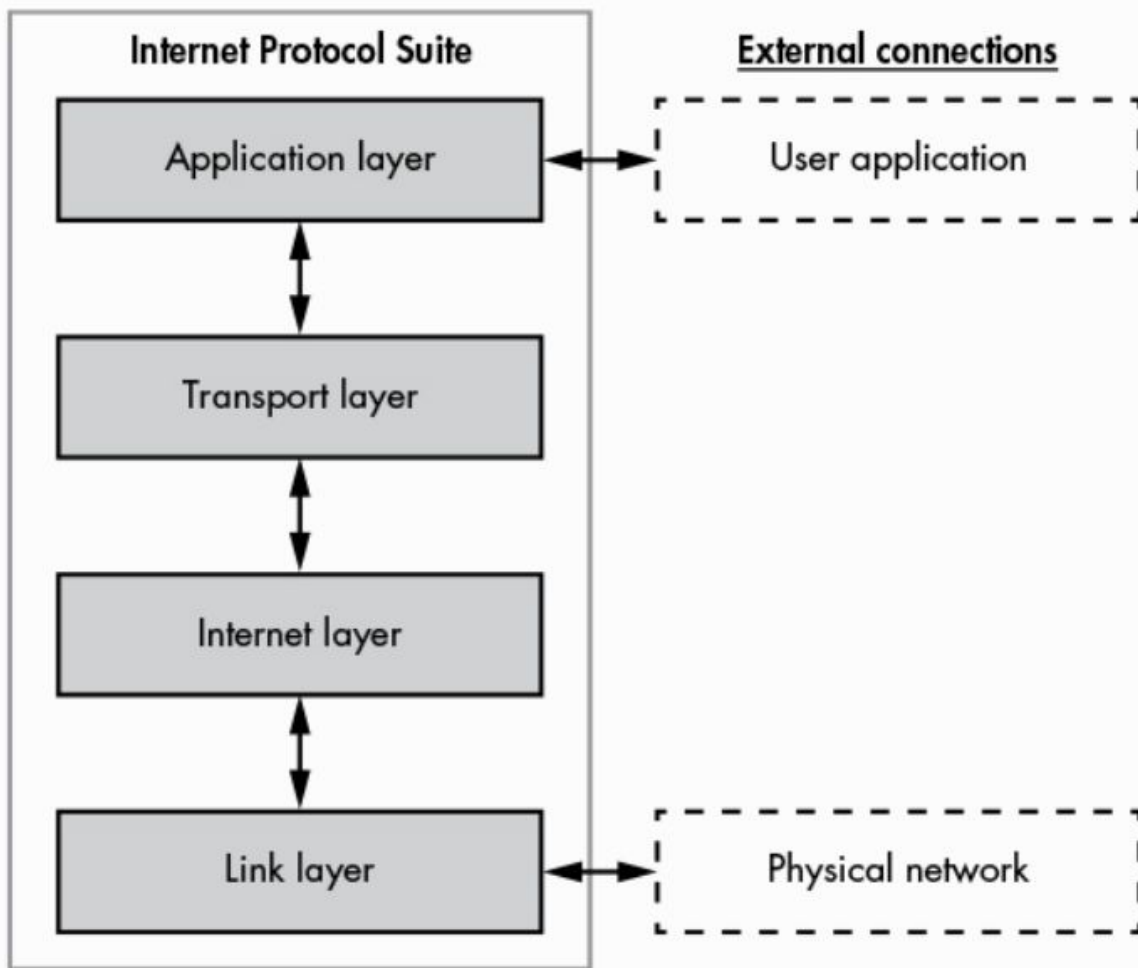 Internet Protocol Suite
External connections
Application layer
User application
Transport layer
Internet layer
Link layer
Physical network